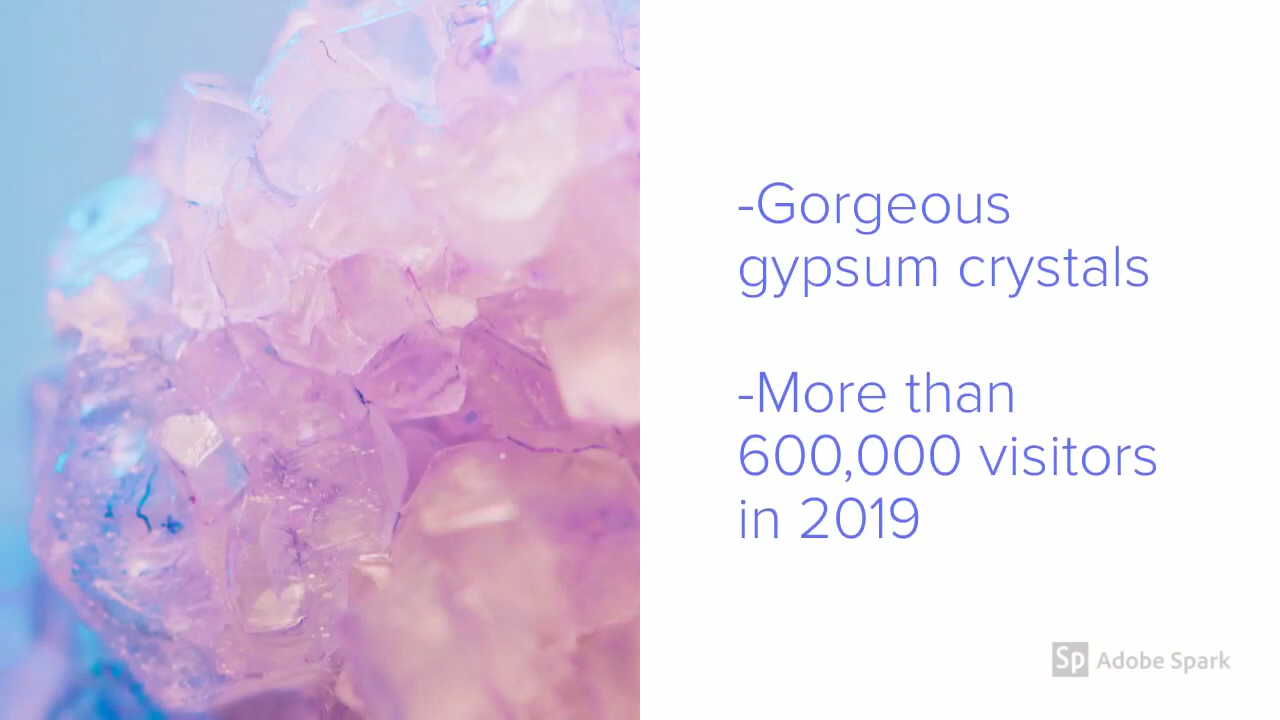 -Gorgeous
gypsum crystals
-More than
600,000 visitors
in 2019
Sp Adobe Spark